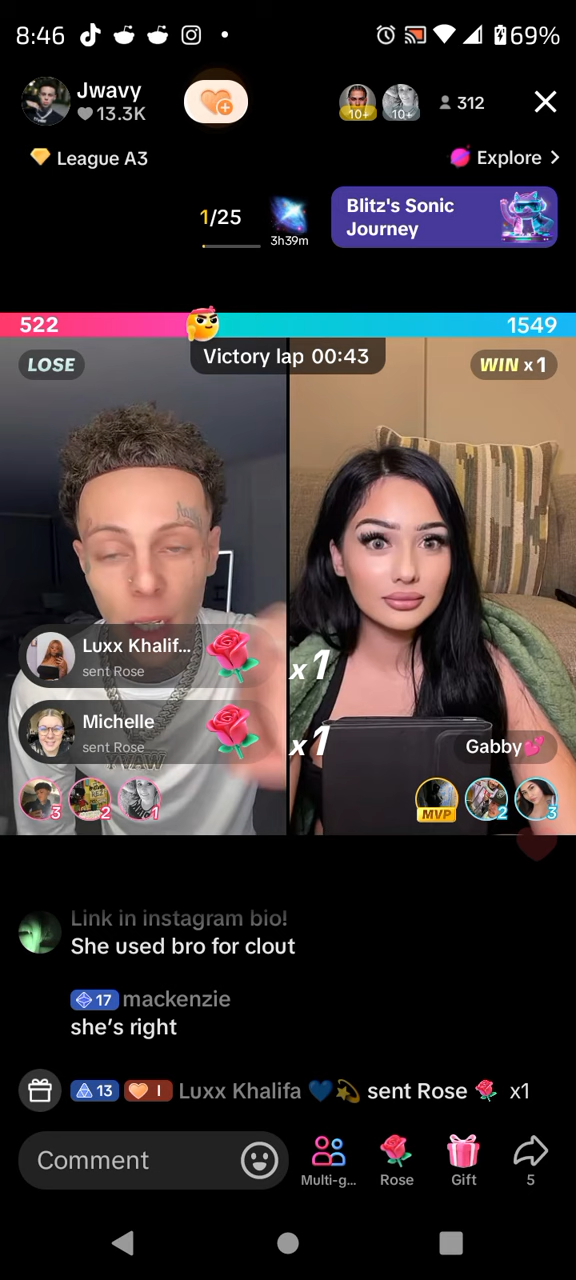 8:46
69%
Jwavy
13.3K
10+
10+
312
League A3
Explore
1/25
3h39m
Blitz's Sonic
Journey
522
1549
LOSE
Victory lap 00:43
WIN x 1
Luxx Khalif...
sent Rose
x1
Michelle
sent Rose
x1
YVAW
Gabby
3
2
1
MVP
2
3
Link in instagram bio!
She used bro for clout
17 mackenzie
she's right
13 I Luxx Khalifa sent Rose x1
Comment
Multi-g...
Rose
Gift
5